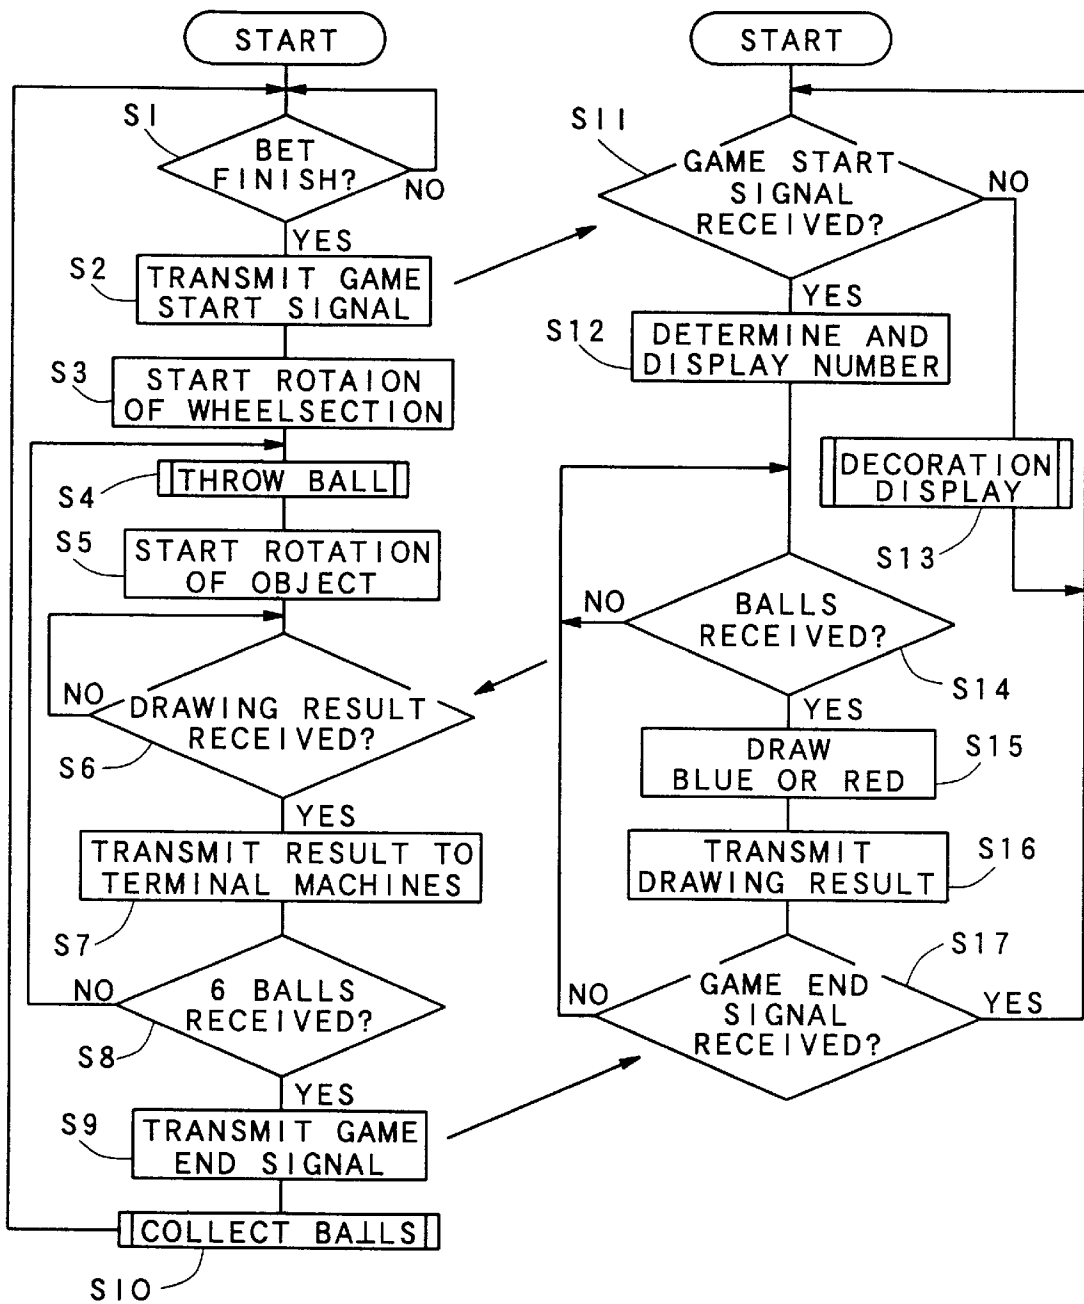 START
S1
BET
FINISH?
NO
YES
S2
TRANSMIT GAME
START SIGNAL
S3
START ROTAION
OF WHEELSECTION
S4
THROW BALL
S5
START ROTATION
OF OBJECT
NO
DRAWING RESULT
RECEIVED?
S6
YES
TRANSMIT RESULT TO
TERMINAL MACHINES
S7
NO
6 BALLS
RECEIVED?
S8
YES
S9
TRANSMIT GAME
END SIGNAL
COLLECT BALLS
S10
START
S11
GAME START
SIGNAL
RECEIVED?
NO
YES
S12
DETERMINE AND
DISPLAY NUMBER
DECORATION
DISPLAY
S13
NO
BALLS
RECEIVED?
S14
YES
DRAW
BLUE OR RED
S15
TRANSMIT
DRAWING RESULT
S16
S17
NO
GAME END
SIGNAL
RECEIVED?
YES